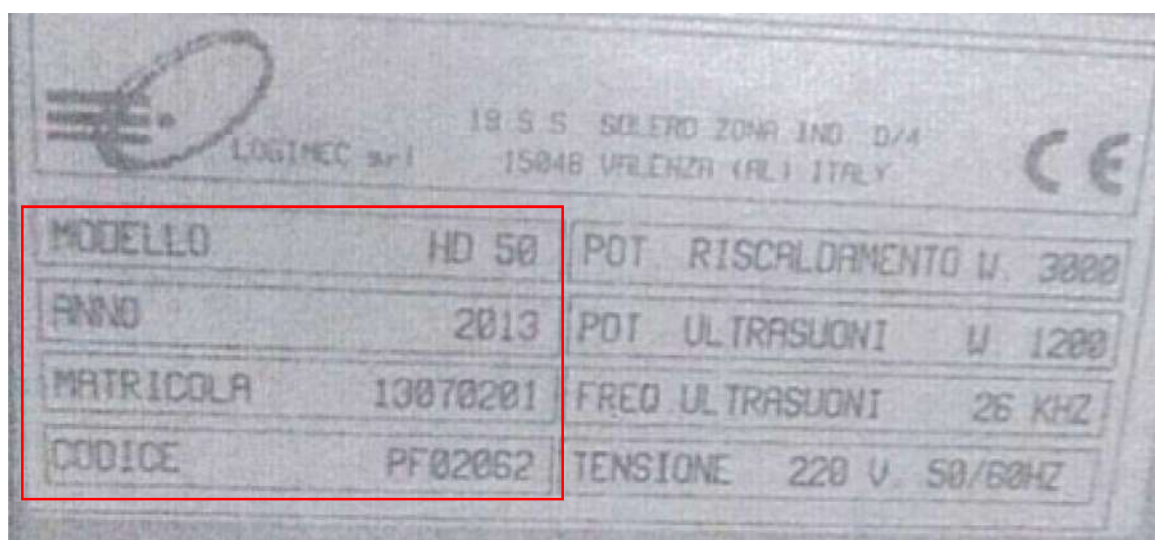 LOGIMEC srl
19 S S SOLERO ZONA IND D/4
15048 VALENZA (AL) ITALY
CE
MODELLO HD 50
POT RISCALDAMENTO W. 3000
ANNO 2013
POT ULTRASUONI W 1200
MATRICOLA 13070201
FREQ ULTRASUONI 26 KHZ
CODICE PF02062
TENSIONE 220 V. 50/60HZ